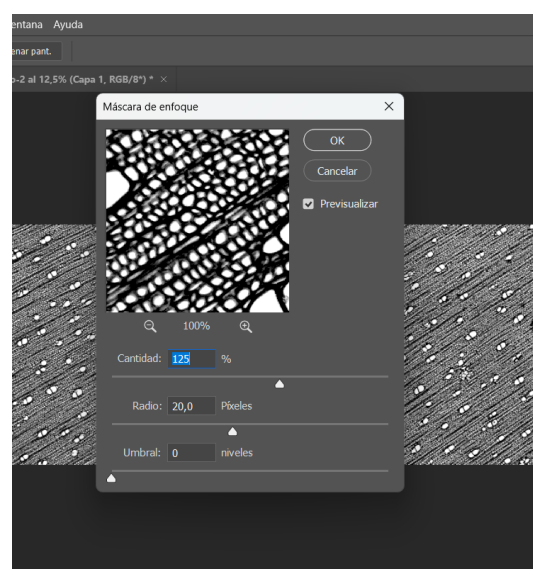 entana Ayuda
enar pant.
o-2 al 12,5% (Capa 1, RGB/8*) * ×
Máscara de enfoque
OK
Cancelar
Previsualizar
100%
Cantidad: 125 %
Radio: 20,0 Píxeles
Umbral: 0 niveles